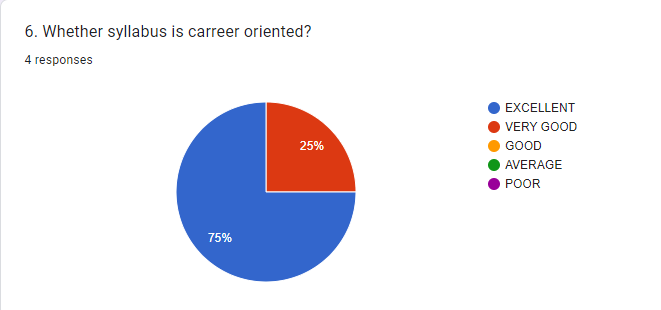 6. Whether syllabus is carreer oriented?
4 responses
25%
75%
EXCELLENT
VERY GOOD
GOOD
AVERAGE
POOR